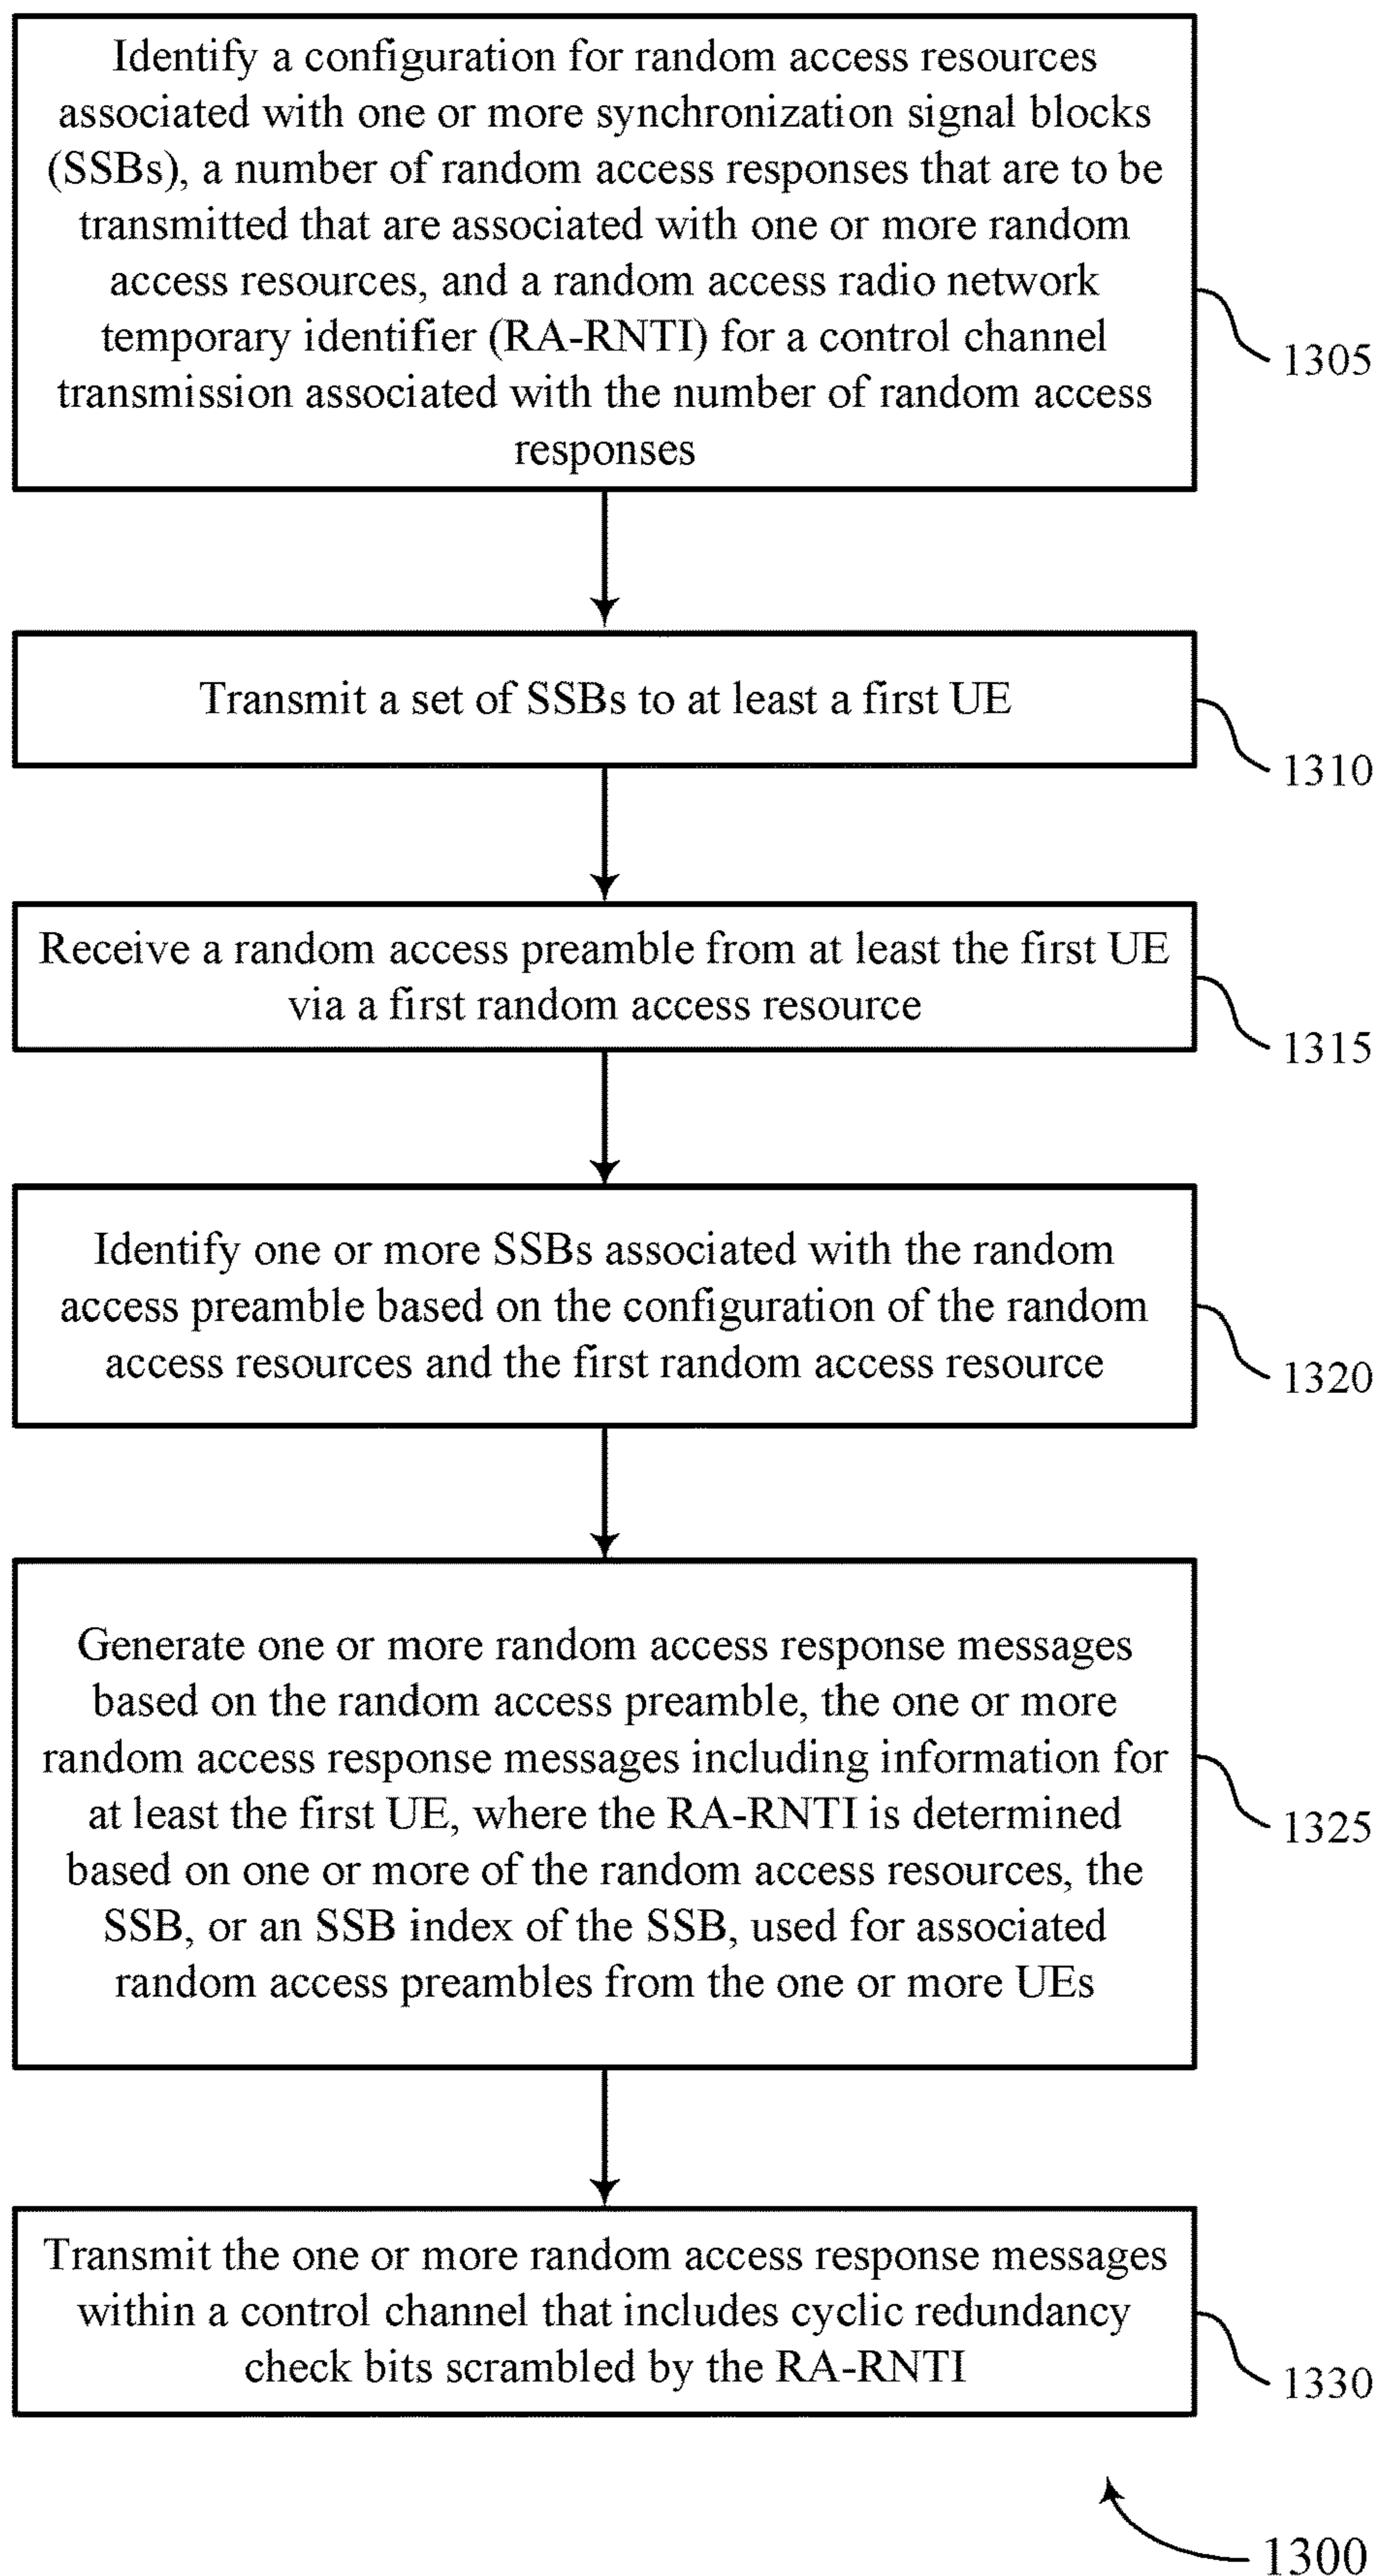 Identify a configuration for random access resources
associated with one or more synchronization signal blocks
(SSBs), a number of random access responses that are to be
transmitted that are associated with one or more random
access resources, and a random access radio network
temporary identifier (RA-RNTI) for a control channel
transmission associated with the number of random access
responses
1305
Transmit a set of SSBs to at least a first UE
1310
Receive a random access preamble from at least the first UE
via a first random access resource
1315
Identify one or more SSBs associated with the random
access preamble based on the configuration of the random
access resources and the first random access resource
1320
Generate one or more random access response messages
based on the random access preamble, the one or more
random access response messages including information for
at least the first UE, where the RA-RNTI is determined
based on one or more of the random access resources, the
SSB, or an SSB index of the SSB, used for associated
random access preambles from the one or more UEs
1325
Transmit the one or more random access response messages
within a control channel that includes cyclic redundancy
check bits scrambled by the RA-RNTI
1330
1300